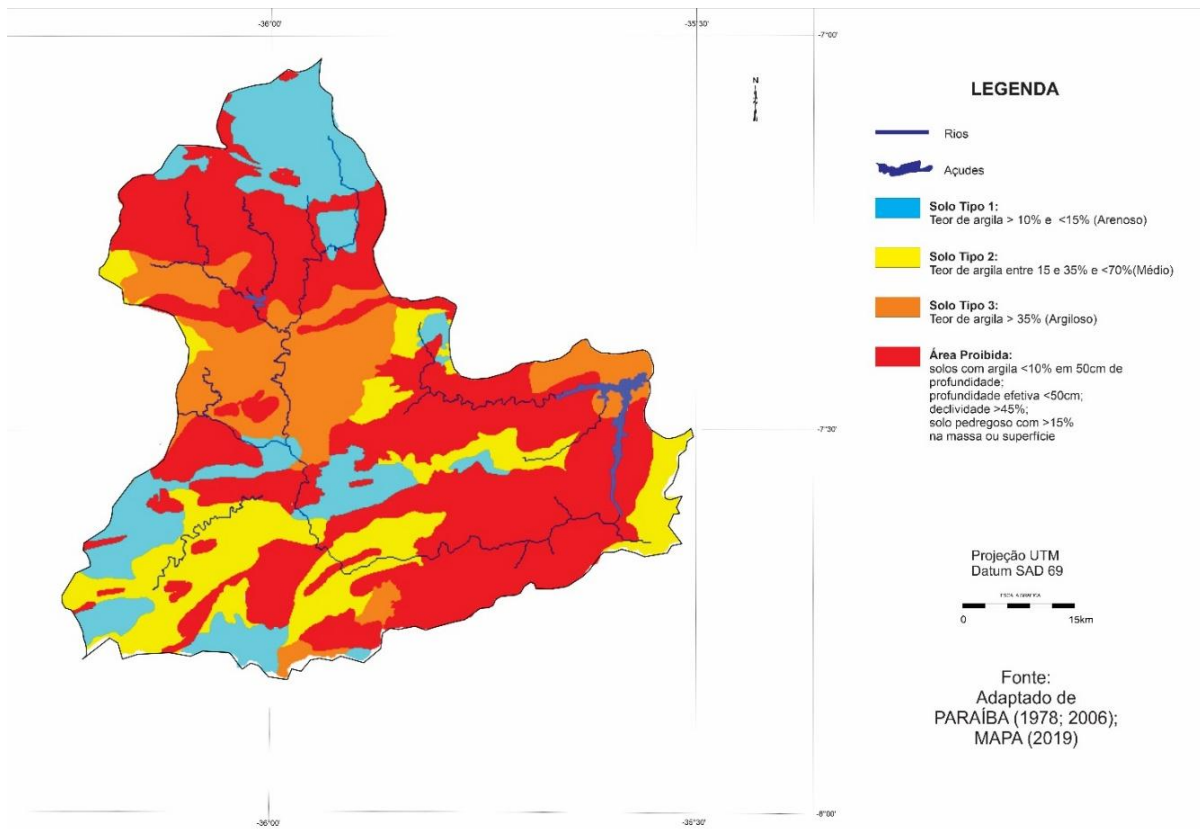 -36°00'
-35°30'
-7°00'
N
LEGENDA
Rios
Açudes
Solo Tipo 1:
Teor de argila > 10% e <15% (Arenoso)
Solo Tipo 2:
Teor de argila entre 15 e 35% e <70%(Médio)
Solo Tipo 3:
Teor de argila > 35% (Argiloso)
Área Proibida:
solos com argila <10% em 50cm de
profundidade;
profundidade efetiva <50cm;
declividade >45%;
solo pedregoso com >15%
na massa ou superfície
-7°30'
Projeção UTM
Datum SAD 69
ESCALA GRÁFICA
0 15km
Fonte:
Adaptado de
PARAÍBA (1978; 2006);
MAPA (2019)
-36°00'
-36°30'
-8°00'